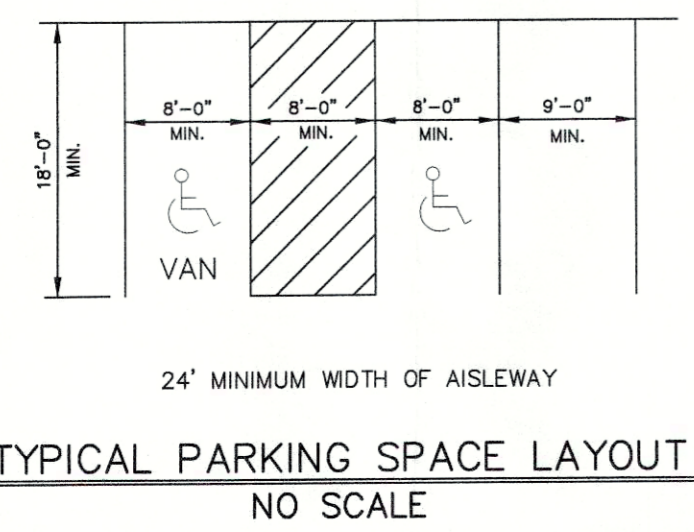 8'-0"
MIN.
8'-0"
MIN.
8'-0"
MIN.
9'-0"
MIN.
18'-0"
MIN.
VAN
24' MINIMUM WIDTH OF AISLEWAY
TYPICAL PARKING SPACE LAYOUT
NO SCALE